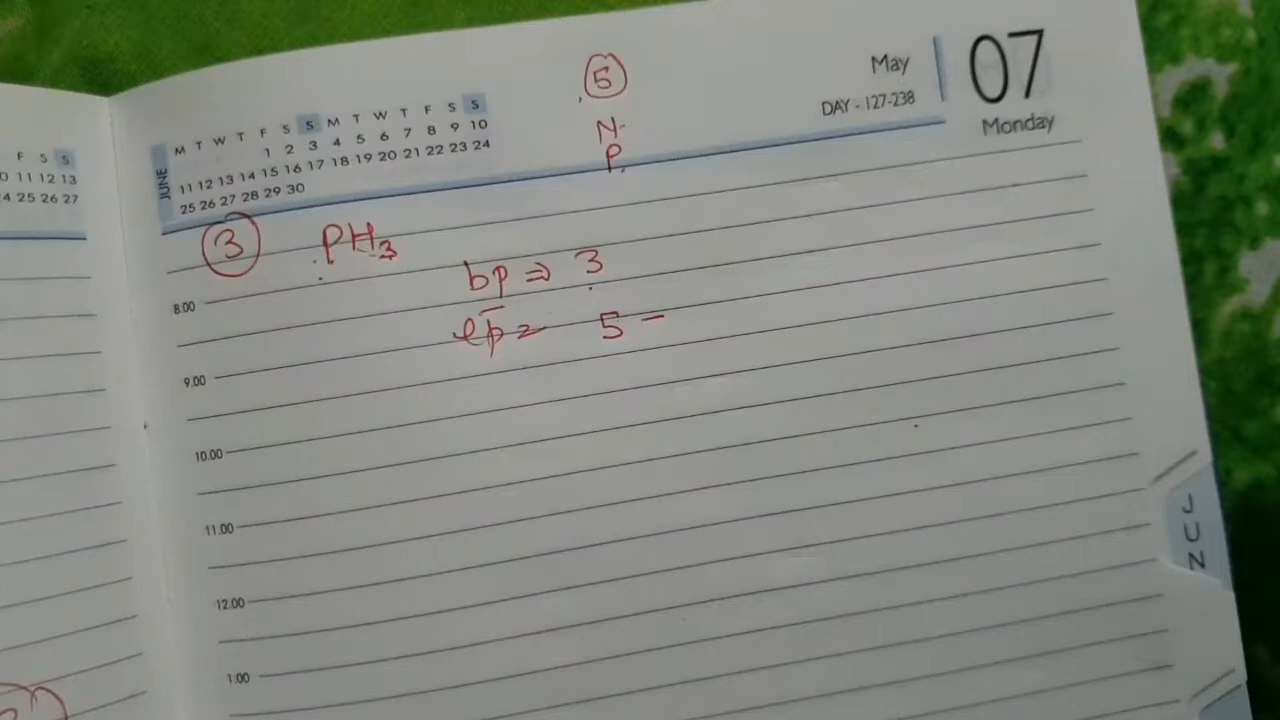 M T W T F S S M T W T F S S
1 2 3 4 5 6 7 8 9 10
JUNE 11 12 13 14 15 16 17 18 19 20 21 22 23 24
25 26 27 28 29 30
F S S
0 11 12 13
4 25 26 27
5
N
P
May
DAY - 127-238
07
Monday
3 PH₃
bp ⇒ 3
lp = 5 −
8.00
9.00
10.00
11.00
12.00
1.00
JUN